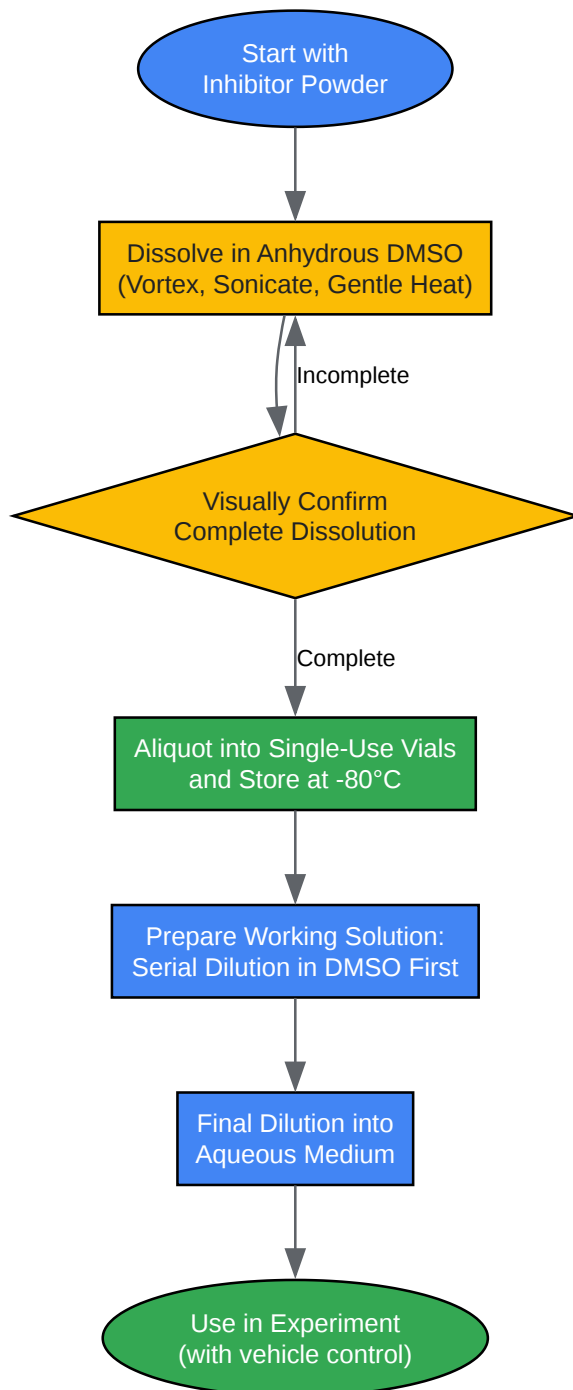 Start with
Inhibitor Powder
Dissolve in Anhydrous DMSO
(Vortex, Sonicate, Gentle Heat)
Incomplete
Visually Confirm
Complete Dissolution
Complete
Aliquot into Single-Use Vials
and Store at -80°C
Prepare Working Solution:
Serial Dilution in DMSO First
Final Dilution into
Aqueous Medium
Use in Experiment
(with vehicle control)